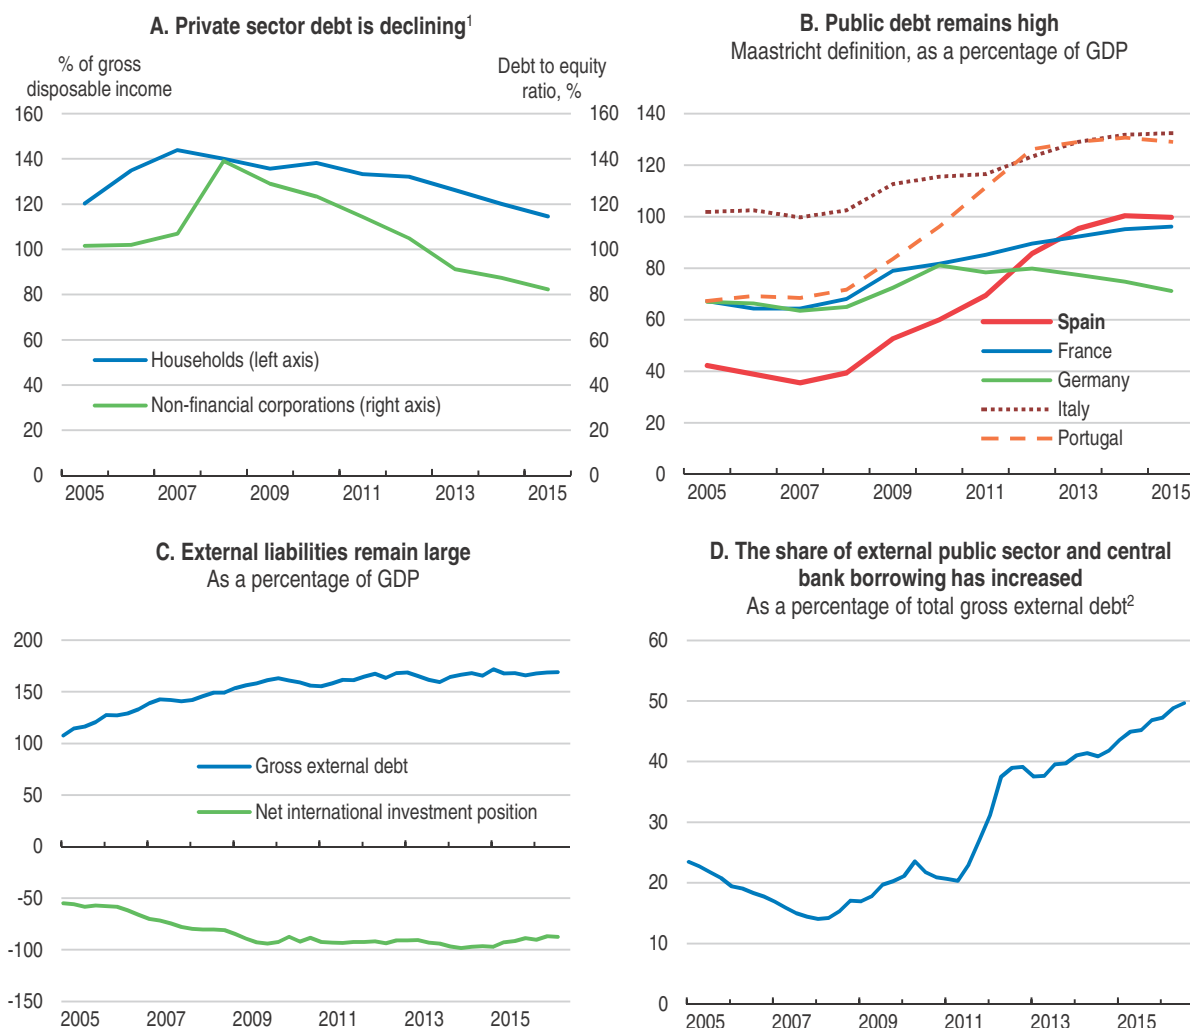 A. Private sector debt is declining1
% of gross
disposable income
Debt to equity
ratio, %
160
140
120
100
80
60
40
20
0
160
140
120
100
80
60
40
20
0
Households (left axis)
Non-financial corporations (right axis)
2005 2007 2009 2011 2013 2015
B. Public debt remains high
Maastricht definition, as a percentage of GDP
140
120
100
80
60
40
20
0
Spain
France
Germany
Italy
Portugal
2005 2007 2009 2011 2013 2015
C. External liabilities remain large
As a percentage of GDP
200
150
100
50
0
-50
-100
-150
Gross external debt
Net international investment position
2005 2007 2009 2011 2013 2015
D. The share of external public sector and central
bank borrowing has increased
As a percentage of total gross external debt2
60
50
40
30
20
10
0
2005 2007 2009 2011 2013 2015